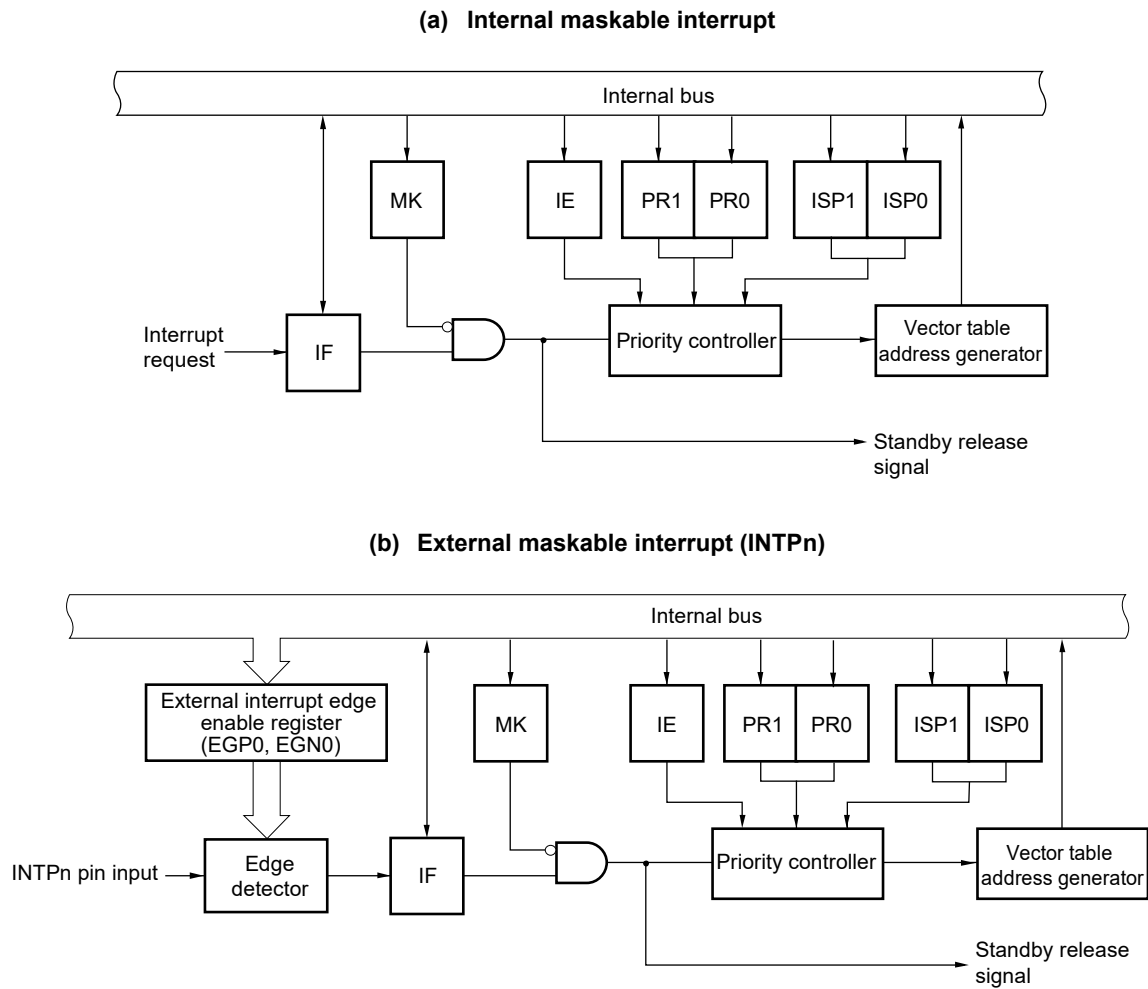 (a) Internal maskable interrupt
Internal bus
MK
IE
PR1
PR0
ISP1
ISP0
Interrupt
request
IF
Priority controller
Vector table
address generator
Standby release
signal
(b) External maskable interrupt (INTPn)
Internal bus
External interrupt edge
enable register
(EGP0, EGN0)
MK
IE
PR1
PR0
ISP1
ISP0
INTPn pin input
Edge
detector
IF
Priority controller
Vector table
address generator
Standby release
signal